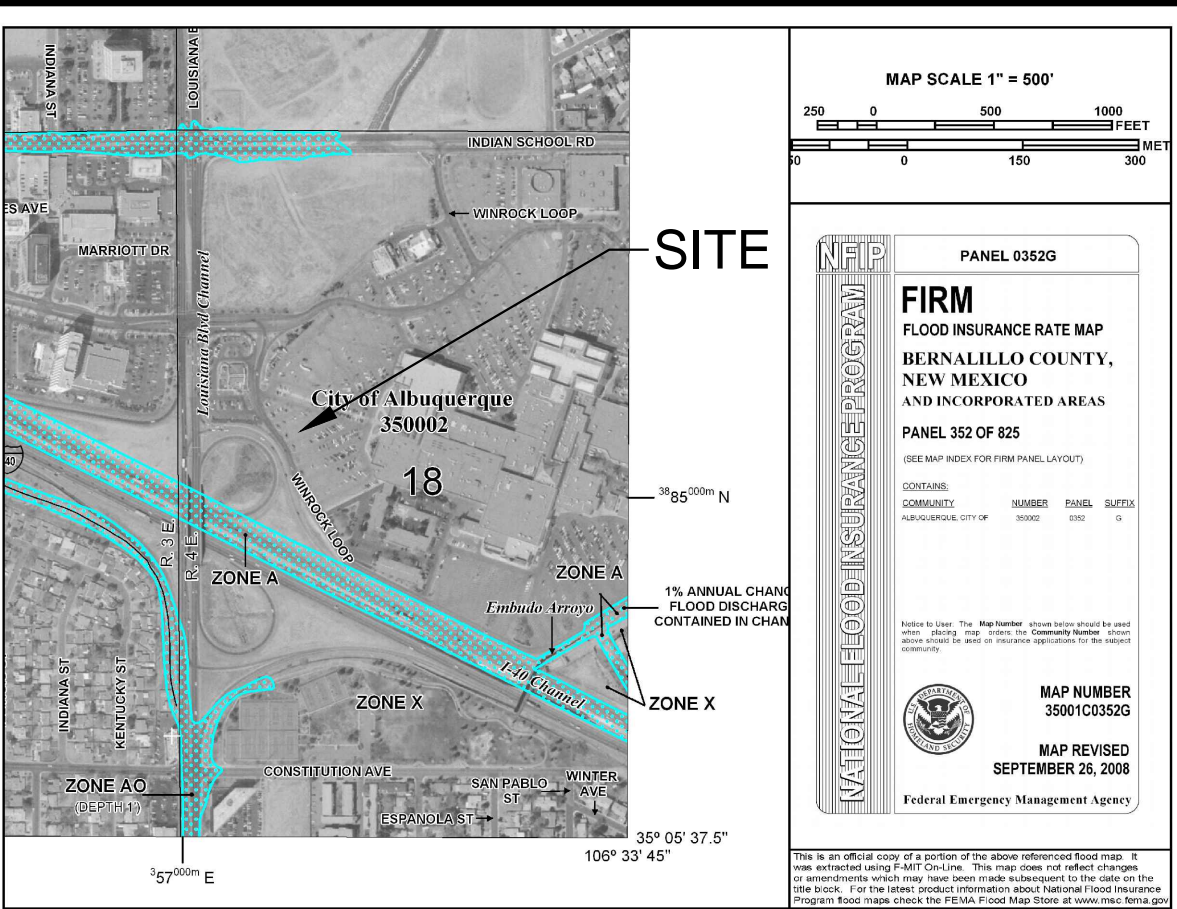 INDIANA ST
LOUISIANA B
INDIAN SCHOOL RD
ES AVE
WINROCK LOOP
MARRIOTT DR
SITE
Louisiana Blvd Channel
City of Albuquerque
350002
18
40
WINROCK LOOP
3885000m N
R. 3 E.
R. 4 E.
ZONE A
ZONE A
1% ANNUAL CHANC
FLOOD DISCHARG
CONTAINED IN CHAN
Embudo Arroyo
I-40 Channel
INDIANA ST
KENTUCKY ST
ZONE X
ZONE X
CONSTITUTION AVE
ZONE AO
(DEPTH 1')
SAN PABLO
ST
WINTER
AVE
ESPANOLA ST
35º 05' 37.5"
106º 33' 45"
357000m E
MAP SCALE 1" = 500'
250 0 500 1000
FEET
MET
50 0 150 300
NFIP
NATIONAL FLOOD INSURANCE PROGRAM
PANEL 0352G
FIRM
FLOOD INSURANCE RATE MAP
BERNALILLO COUNTY,
NEW MEXICO
AND INCORPORATED AREAS
PANEL 352 OF 825
(SEE MAP INDEX FOR FIRM PANEL LAYOUT)
CONTAINS:
COMMUNITY NUMBER PANEL SUFFIX
ALBUQUERQUE, CITY OF 350002 0352 G
Notice to User: The Map Number shown below should be used
when placing map orders: the Community Number shown
above should be used on insurance applications for the subject
community.
U.S. DEPARTMENT OF HOMELAND SECURITY
MAP NUMBER
35001C0352G
MAP REVISED
SEPTEMBER 26, 2008
Federal Emergency Management Agency
This is an official copy of a portion of the above referenced flood map. It
was extracted using F-MIT On-Line. This map does not reflect changes
or amendments which may have been made subsequent to the date on the
title block. For the latest product information about National Flood Insurance
Program flood maps check the FEMA Flood Map Store at www.msc.fema.gov